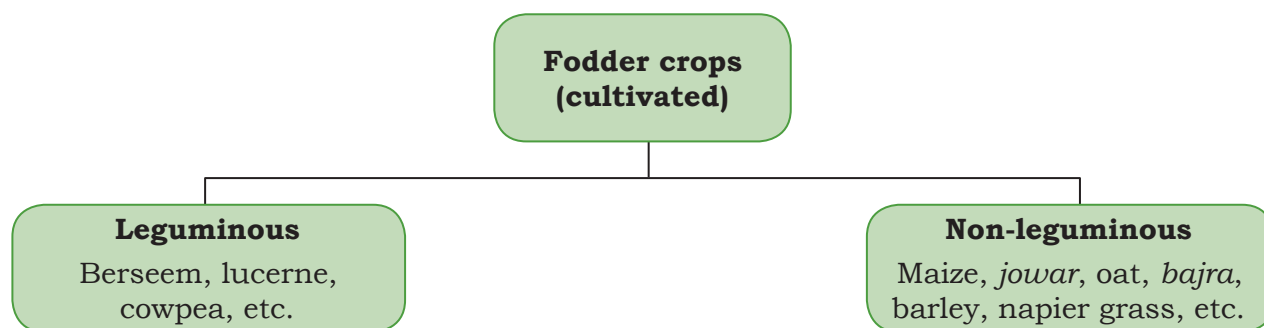 Fodder crops
(cultivated)
Leguminous
Berseem, lucerne,
cowpea, etc.
Non-leguminous
Maize, jowar, oat, bajra,
barley, napier grass, etc.